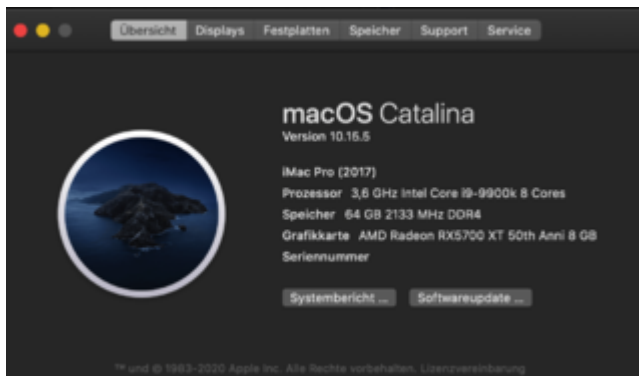 Übersicht Displays Festplatten Speicher Support Service
macOS Catalina
Version 10.15.5
iMac Pro (2017)
Prozessor 3,6 GHz Intel Core i9-9900k 8 Cores
Speicher 64 GB 2133 MHz DDR4
Grafikkarte AMD Radeon RX5700 XT 50th Anni 8 GB
Seriennummer
Systembericht ... Softwareupdate ...
™ und © 1983-2020 Apple Inc. Alle Rechte vorbehalten. Lizenzvereinbarung